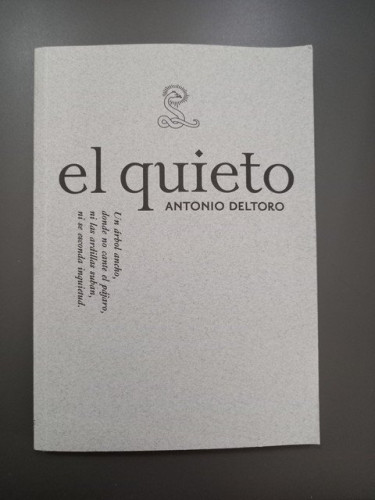 el quieto
ANTONIO DELTORO
Un árbol ancho,
donde no cante el pájaro,
ni las ardillas suban,
ni se esconda inquietud.